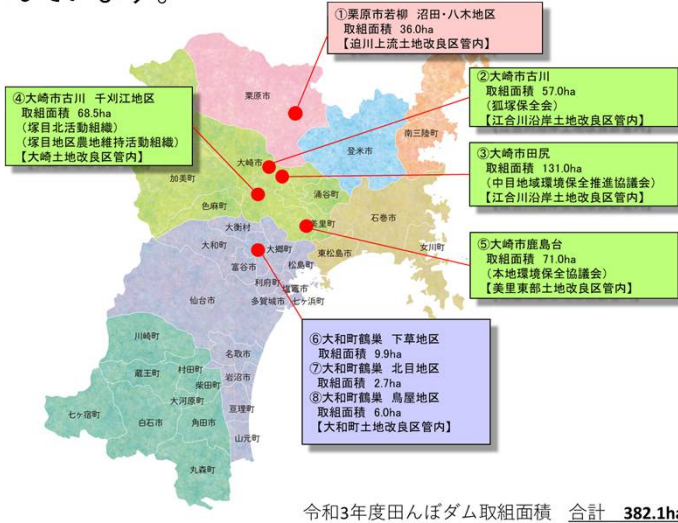 なっています。
①栗原市若柳 沼田・八木地区
取組面積 36.0ha
【迫川上流土地改良区管内】
②大崎市古川
取組面積 57.0ha
(狐塚保全会)
【江合川沿岸土地改良区管内】
④大崎市古川 千刈江地区
取組面積 68.5ha
(塚目北活動組織)
(塚目地区農地維持活動組織)
【大崎土地改良区管内】
③大崎市田尻
取組面積 131.0ha
(中目地域環境保全推進協議会)
【江合川沿岸土地改良区管内】
⑤大崎市鹿島台
取組面積 71.0ha
(本地環境保全協議会)
【美里東部土地改良区管内】
⑥大和町鶴巣 下草地区
取組面積 9.9ha
⑦大和町鶴巣 北目地区
取組面積 2.7ha
⑧大和町鶴巣 鳥屋地区
取組面積 6.0ha
【大和町土地改良区管内】
栗原市
南三陸町
登米市
大崎市
加美町
涌谷町
色麻町
美里町
石巻市
大衡村
大和町
大郷町
東松島市
女川町
富谷市
松島町
利府町
塩竈市
仙台市
多賀城市
七ヶ浜町
川崎町
名取市
村田町
岩沼市
蔵王町
柴田町
大河原町
亘理町
七ヶ宿町
白石市
角田市
山元町
丸森町
令和3年度田んぼダム取組面積 合計 382.1ha